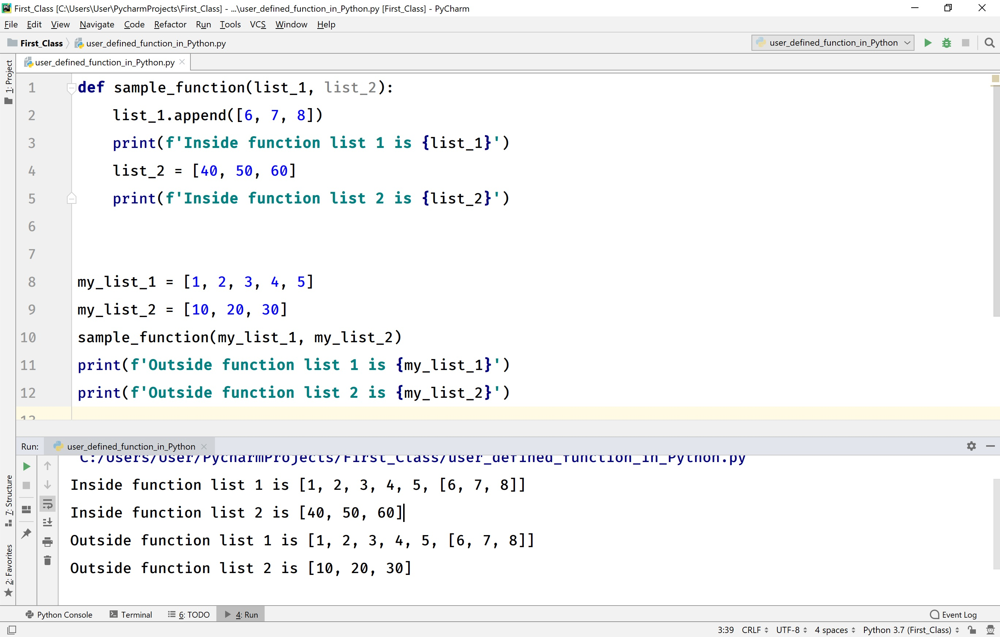 First_Class [C:\Users\User\PycharmProjects\First_Class] - ...\user_defined_function_in_Python.py [First_Class] - PyCharm
File Edit View Navigate Code Refactor Run Tools VCS Window Help
First_Class user_defined_function_in_Python.py user_defined_function_in_Python
user_defined_function_in_Python.py
1: Project
1 def sample_function(list_1, list_2):
2 list_1.append([6, 7, 8])
3 print(f'Inside function list 1 is {list_1}')
4 list_2 = [40, 50, 60]
5 print(f'Inside function list 2 is {list_2}')
6
7
8 my_list_1 = [1, 2, 3, 4, 5]
9 my_list_2 = [10, 20, 30]
10 sample_function(my_list_1, my_list_2)
11 print(f'Outside function list 1 is {my_list_1}')
12 print(f'Outside function list 2 is {my_list_2}')
13
Run: user_defined_function_in_Python
C:/Users/User/PycharmProjects/First_Class/user_defined_function_in_Python.py
Inside function list 1 is [1, 2, 3, 4, 5, [6, 7, 8]]
Inside function list 2 is [40, 50, 60]
Outside function list 1 is [1, 2, 3, 4, 5, [6, 7, 8]]
Outside function list 2 is [10, 20, 30]
7: Structure
2: Favorites
Python Console Terminal 6: TODO 4: Run Event Log
3:39 CRLF UTF-8 4 spaces Python 3.7 (First_Class)